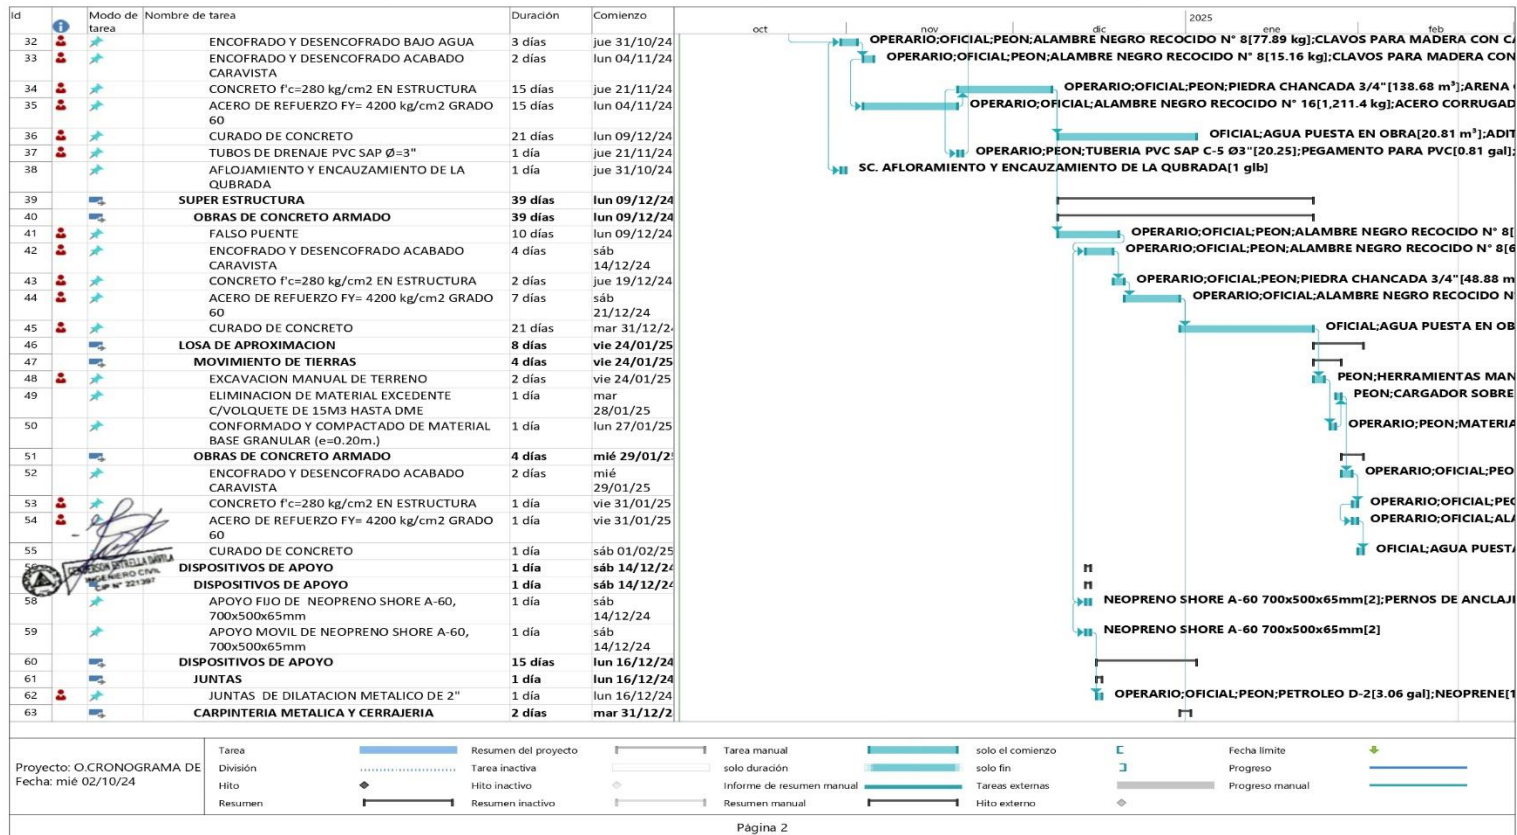 Id Modo de tarea Nombre de tarea Duración Comienzo oct nov dic 2025 ene feb
32 ENCOFRADO Y DESENCOFRADO BAJO AGUA 3 días jue 31/10/24 OPERARIO;OFICIAL;PEON;ALAMBRE NEGRO RECOCIDO N° 8[77.89 kg];CLAVOS PARA MADERA CON CA
33 ENCOFRADO Y DESENCOFRADO ACABADO CARAVISTA 2 días lun 04/11/24 OPERARIO;OFICIAL;PEON;ALAMBRE NEGRO RECOCIDO N° 8[15.16 kg];CLAVOS PARA MADERA CON
34 CONCRETO f'c=280 kg/cm2 EN ESTRUCTURA 15 días jue 21/11/24 OPERARIO;OFICIAL;PEON;PIEDRA CHANCADA 3/4"[138.68 m³];ARENA
35 ACERO DE REFUERZO FY= 4200 kg/cm2 GRADO 60 15 días lun 04/11/24 OPERARIO;OFICIAL;ALAMBRE NEGRO RECOCIDO N° 16[1,211.4 kg];ACERO CORRUGAD
36 CURADO DE CONCRETO 21 días lun 09/12/24 OFICIAL;AGUA PUESTA EN OBRA[20.81 m³];ADIT
37 TUBOS DE DRENAJE PVC SAP Ø=3" 1 día jue 21/11/24 OPERARIO;PEON;TUBERIA PVC SAP C-5 Ø3"[20.25];PEGAMENTO PARA PVC[0.81 gal];
38 AFLOJAMIENTO Y ENCAUZAMIENTO DE LA QUBRADA 1 día jue 31/10/24 SC. AFLORAMIENTO Y ENCAUZAMIENTO DE LA QUBRADA[1 glb]
39 SUPER ESTRUCTURA 39 días lun 09/12/24
40 OBRAS DE CONCRETO ARMADO 39 días lun 09/12/24
41 FALSO PUENTE 10 días lun 09/12/24 OPERARIO;OFICIAL;PEON;ALAMBRE NEGRO RECOCIDO N° 8[
42 ENCOFRADO Y DESENCOFRADO ACABADO CARAVISTA 4 días sáb 14/12/24 OPERARIO;OFICIAL;PEON;ALAMBRE NEGRO RECOCIDO N° 8[6
43 CONCRETO f'c=280 kg/cm2 EN ESTRUCTURA 2 días jue 19/12/24 OPERARIO;OFICIAL;PEON;PIEDRA CHANCADA 3/4"[48.88 m
44 ACERO DE REFUERZO FY= 4200 kg/cm2 GRADO 60 7 días sáb 21/12/24 OPERARIO;OFICIAL;ALAMBRE NEGRO RECOCIDO N
45 CURADO DE CONCRETO 21 días mar 31/12/24 OFICIAL;AGUA PUESTA EN OB
46 LOSA DE APROXIMACION 8 días vie 24/01/25
47 MOVIMIENTO DE TIERRAS 4 días vie 24/01/25
48 EXCAVACION MANUAL DE TERRENO 2 días vie 24/01/25 PEON;HERRAMIENTAS MAN
49 ELIMINACION DE MATERIAL EXCEDENTE C/VOLQUETE DE 15M3 HASTA DME 1 día mar 28/01/25 PEON;CARGADOR SOBRE
50 CONFORMADO Y COMPACTADO DE MATERIAL BASE GRANULAR (e=0.20m.) 1 día lun 27/01/25 OPERARIO;PEON;MATERIA
51 OBRAS DE CONCRETO ARMADO 4 días mié 29/01/25
52 ENCOFRADO Y DESENCOFRADO ACABADO CARAVISTA 2 días mié 29/01/25 OPERARIO;OFICIAL;PEO
53 CONCRETO f'c=280 kg/cm2 EN ESTRUCTURA 1 día vie 31/01/25 OPERARIO;OFICIAL;PEO
54 ACERO DE REFUERZO FY= 4200 kg/cm2 GRADO 60 1 día vie 31/01/25 OPERARIO;OFICIAL;ALA
55 CURADO DE CONCRETO 1 día sáb 01/02/25 OFICIAL;AGUA PUESTA
56 DISPOSITIVOS DE APOYO 1 día sáb 14/12/24
DISPOSITIVOS DE APOYO 1 día sáb 14/12/24
ESTRELLA DÁVILA
INGENIERO CIVIL
CIP N° 221397
58 APOYO FIJO DE NEOPRENO SHORE A-60, 700x500x65mm 1 día sáb 14/12/24 NEOPRENO SHORE A-60 700x500x65mm[2];PERNOS DE ANCLAJ
59 APOYO MOVIL DE NEOPRENO SHORE A-60, 700x500x65mm 1 día sáb 14/12/24 NEOPRENO SHORE A-60 700x500x65mm[2]
60 DISPOSITIVOS DE APOYO 15 días lun 16/12/24
61 JUNTAS 1 día lun 16/12/24
62 JUNTAS DE DILATACION METALICO DE 2" 1 día lun 16/12/24 OPERARIO;OFICIAL;PEON;PETROLEO D-2[3.06 gal];NEOPRENE[1
63 CARPINTERIA METALICA Y CERRAJERIA 2 días mar 31/12/2
Proyecto: O.CRONOGRAMA DE
Fecha: mié 02/10/24
Tarea Resumen del proyecto Tarea manual solo el comienzo Fecha límite
División Tarea inactiva solo duración solo fin Progreso
Hito Hito inactivo Informe de resumen manual Tareas externas Progreso manual
Resumen Resumen inactivo Resumen manual Hito externo
Página 2